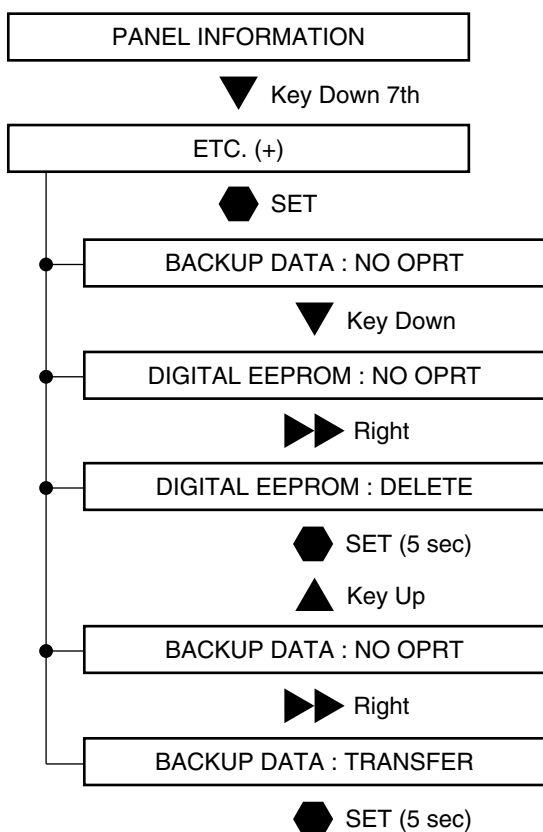 PANEL INFORMATION
Key Down 7th
ETC. (+)
SET
BACKUP DATA : NO OPRT
Key Down
DIGITAL EEPROM : NO OPRT
Right
DIGITAL EEPROM : DELETE
SET (5 sec)
Key Up
BACKUP DATA : NO OPRT
Right
BACKUP DATA : TRANSFER
SET (5 sec)